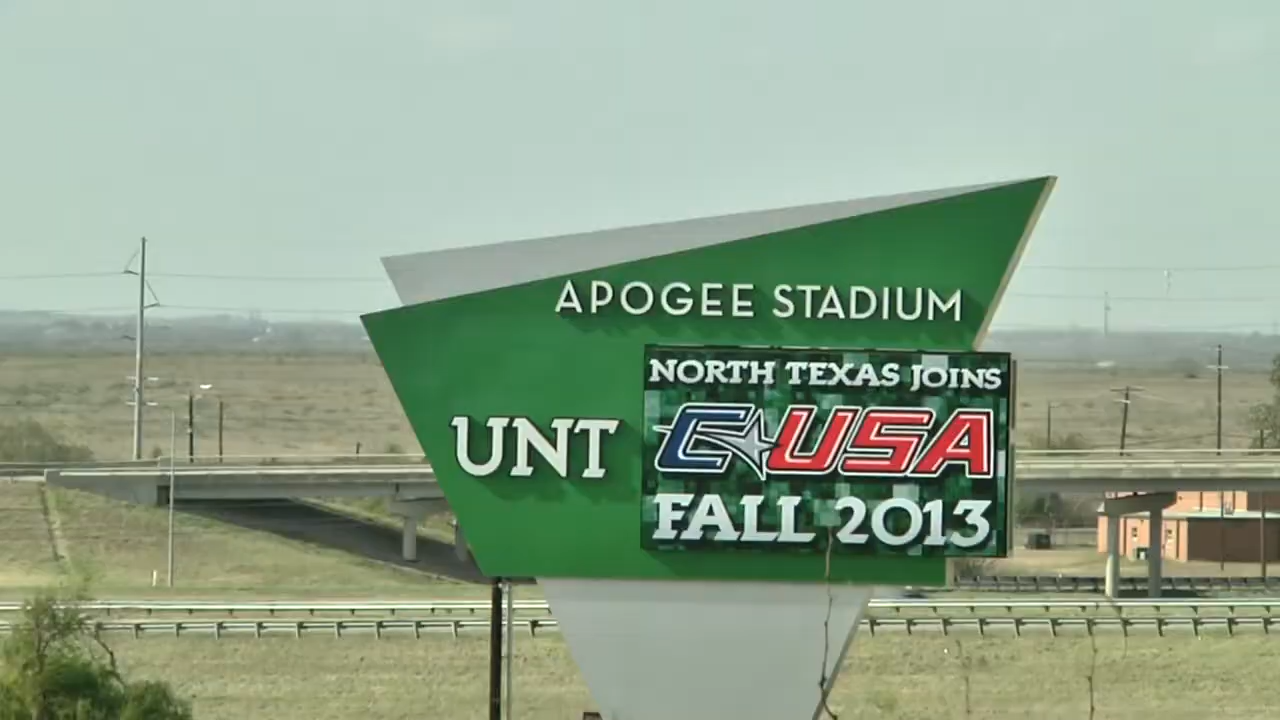 APOGEE STADIUM
UNT
NORTH TEXAS JOINS
C USA
FALL 2013